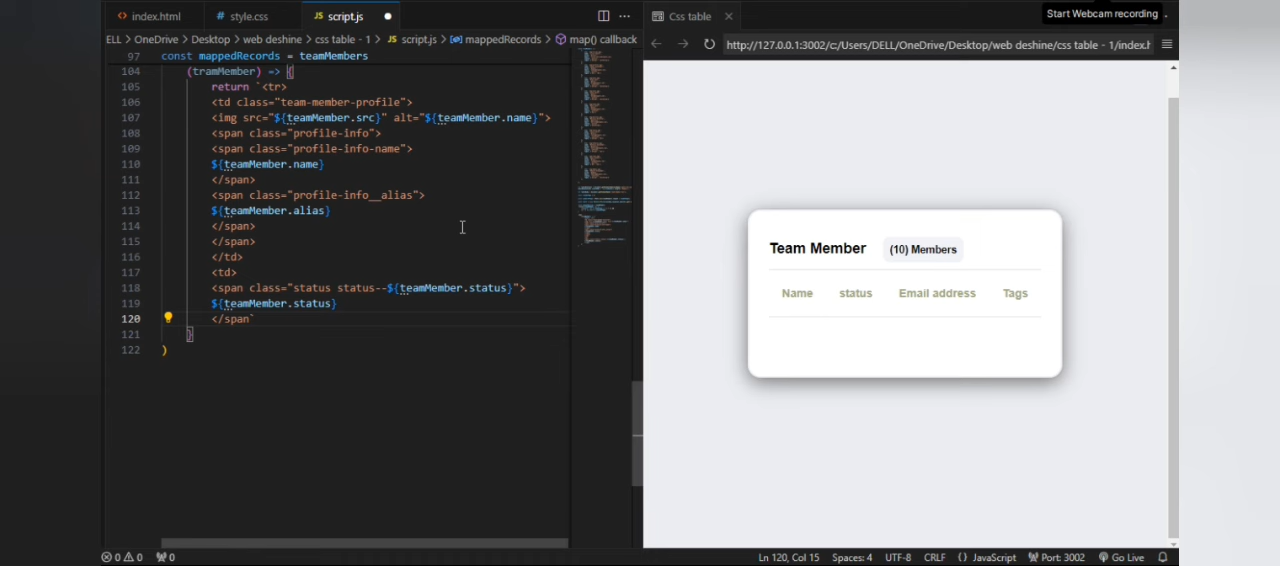 index.html
style.css
script.js
Css table
Start Webcam recording
ELL > OneDrive > Desktop > web deshine > css table - 1 > script.js > mappedRecords > map() callback
http://127.0.0.1:3002/c:/Users/DELL/OneDrive/Desktop/web deshine/css table - 1/index.h
97 const mappedRecords = teamMembers
104 (tramMember) => {
105 return `<tr>
106 <td class="team-member-profile">
107 <img src="${teamMember.src}" alt="${teamMember.name}">
108 <span class="profile-info">
109 <span class="profile-info-name">
110 ${teamMember.name}
111 </span>
112 <span class="profile-info__alias">
113 ${teamMember.alias}
114 </span>
115 </span>
116 </td>
117 <td>
118 <span class="status status--${teamMember.status}">
119 ${teamMember.status}
120 </span`
121 }
122 )
Team Member (10) Members
Name status Email address Tags
0 0 0
Ln 120, Col 15 Spaces: 4 UTF-8 CRLF {} JavaScript Port: 3002 Go Live